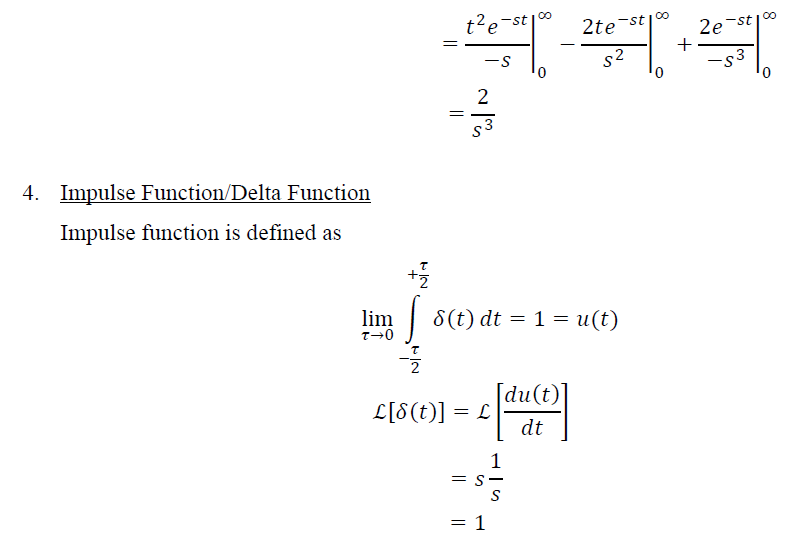 = t²e^{−st}/−s |₀^∞ − 2te^{−st}/s² |₀^∞ + 2e^{−st}/−s³ |₀^∞
= 2/s³
4. Impulse Function/Delta Function
Impulse function is defined as
lim_{τ→0} ∫_{−τ/2}^{+τ/2} δ(t) dt = 1 = u(t)
ℒ[δ(t)] = ℒ[du(t)/dt]
= s 1/s
= 1